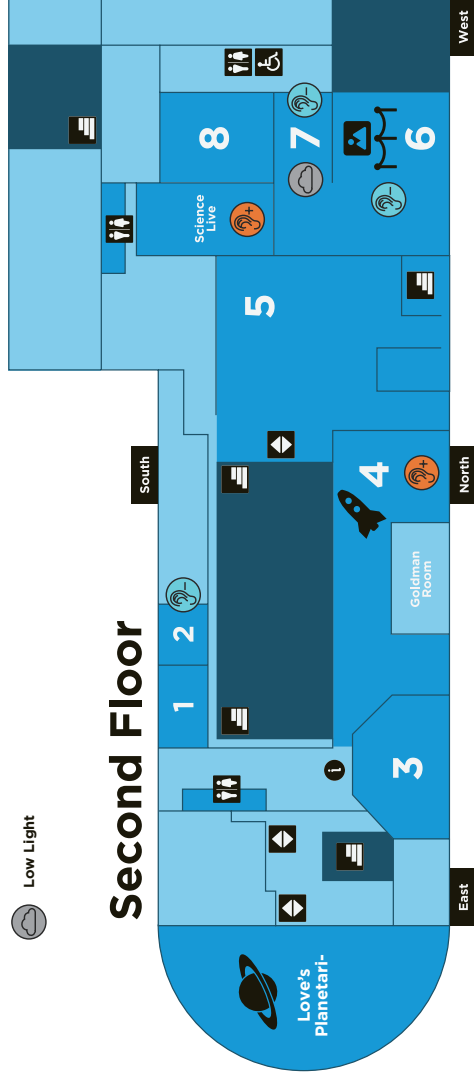 Low Light
Second Floor
South
West
North
East
1
2
3
4
5
6
7
8
Science
Live
Goldman
Room
Love's
Planetari-
i
+
+
-
-
-